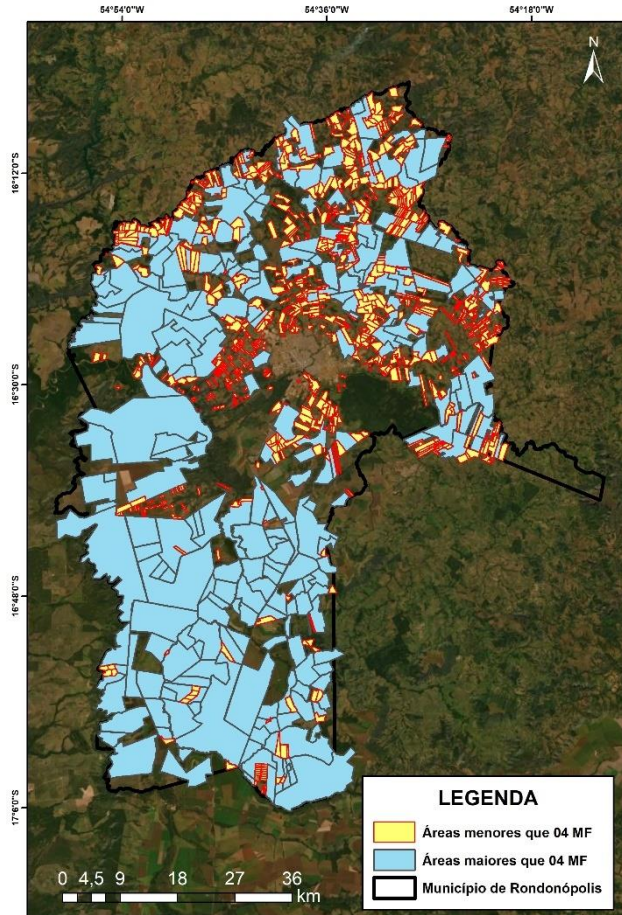 54°54'0"W 54°36'0"W 54°18'0"W
N
16°12'0"S
16°30'0"S
16°48'0"S
17°6'0"S
LEGENDA
Áreas menores que 04 MF
Áreas maiores que 04 MF
Município de Rondonópolis
0 4,5 9 18 27 36
km